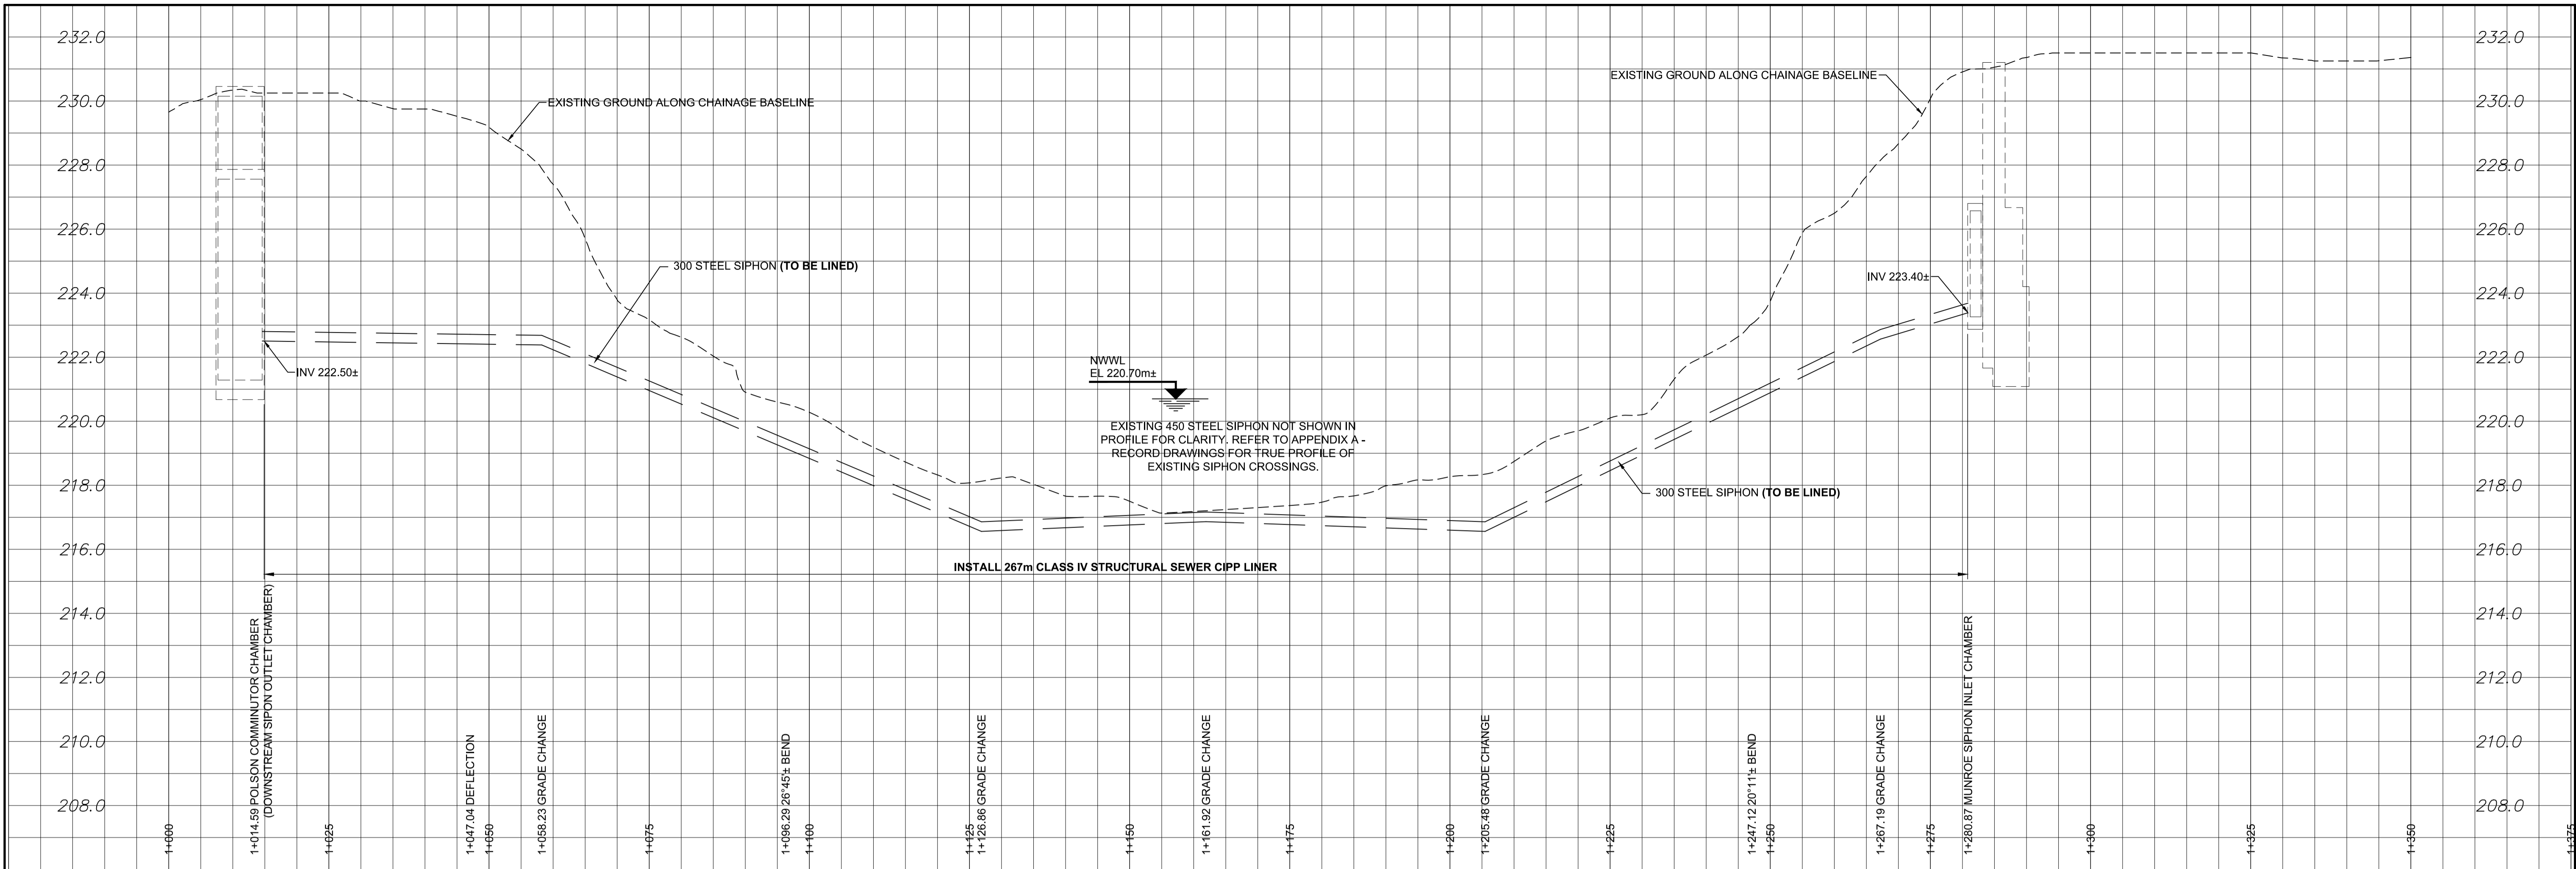 232.0
232.0
EXISTING GROUND ALONG CHAINAGE BASELINE
230.0
EXISTING GROUND ALONG CHAINAGE BASELINE
230.0
228.0
228.0
226.0
226.0
300 STEEL SIPHON (TO BE LINED)
INV 223.40±
224.0
224.0
222.0
INV 222.50±
NWWL
EL 220.70m±
222.0
220.0
220.0
EXISTING 450 STEEL SIPHON NOT SHOWN IN
PROFILE FOR CLARITY. REFER TO APPENDIX A -
RECORD DRAWINGS FOR TRUE PROFILE OF
EXISTING SIPHON CROSSINGS.
218.0
300 STEEL SIPHON (TO BE LINED)
218.0
216.0
216.0
INSTALL 267m CLASS IV STRUCTURAL SEWER CIPP LINER
214.0
214.0
212.0
212.0
210.0
210.0
208.0
208.0
1+000
1+014.59 POLSON COMMINUTOR CHAMBER
(DOWNSTREAM SIPON OUTLET CHAMBER)
1+025
1+047.04 DEFLECTION
1+050
1+058.23 GRADE CHANGE
1+075
1+096.29 26°45'± BEND
1+100
1+125
1+126.86 GRADE CHANGE
1+150
1+161.92 GRADE CHANGE
1+175
1+200
1+205.48 GRADE CHANGE
1+225
1+247.12 20°11'± BEND
1+250
1+267.19 GRADE CHANGE
1+275
1+280.87 MUNROE SIPHON INLET CHAMBER
1+300
1+325
1+350
1+375